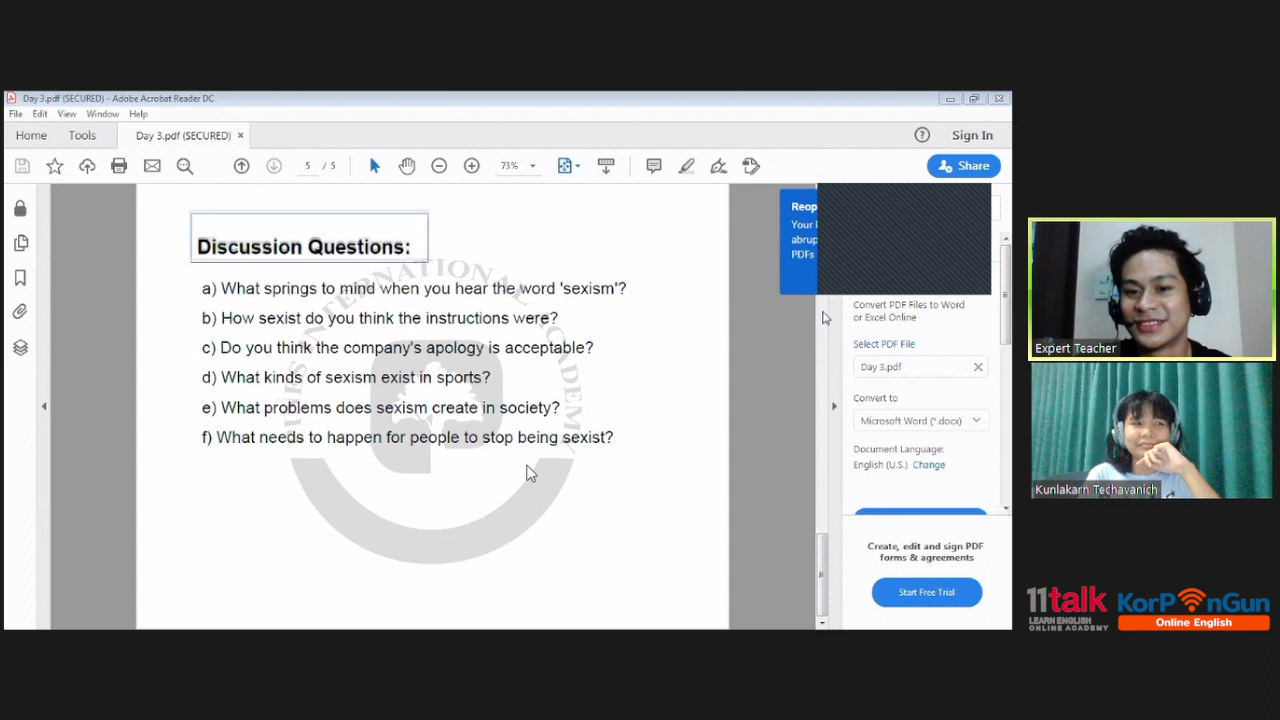 Day 3.pdf (SECURED) - Adobe Acrobat Reader DC
File Edit View Window Help
Home Tools Day 3.pdf (SECURED) × Sign In
5 / 5 73% Share
Discussion Questions:
a) What springs to mind when you hear the word 'sexism'?
b) How sexist do you think the instructions were?
c) Do you think the company's apology is acceptable?
d) What kinds of sexism exist in sports?
e) What problems does sexism create in society?
f) What needs to happen for people to stop being sexist?
INTERNATIONAL ACADEMY
Reop
Your
abrup
PDFs
Convert PDF Files to Word
or Excel Online
Select PDF File
Day 3.pdf
Convert to
Microsoft Word (*.docx)
Document Language:
English (U.S.) Change
Create, edit and sign PDF
forms & agreements
Start Free Trial
Expert Teacher
Kunlakarn Techavanich
11talk
LEARN ENGLISH
ONLINE ACADEMY
KorPonGun
Online English